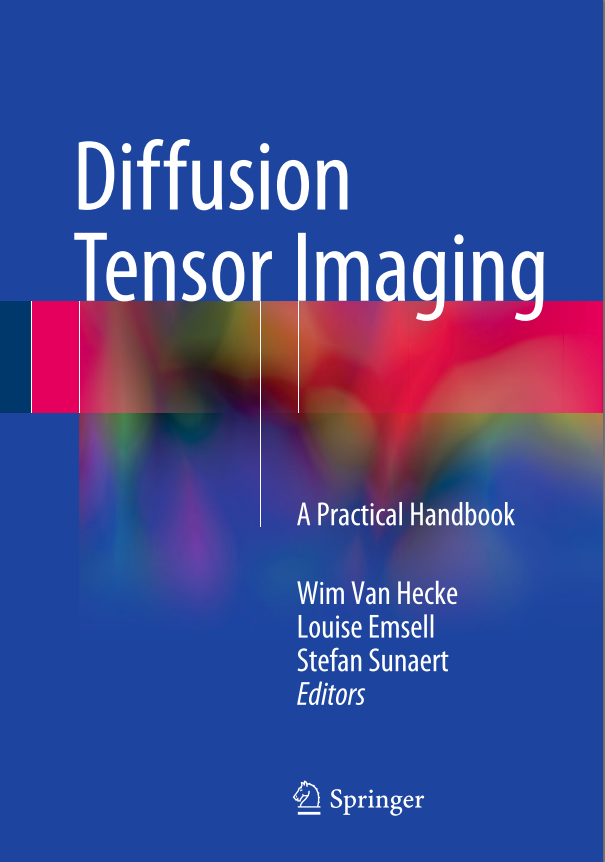 Diffusion
Tensor Imaging
A Practical Handbook
Wim Van Hecke
Louise Emsell
Stefan Sunaert
Editors
Springer